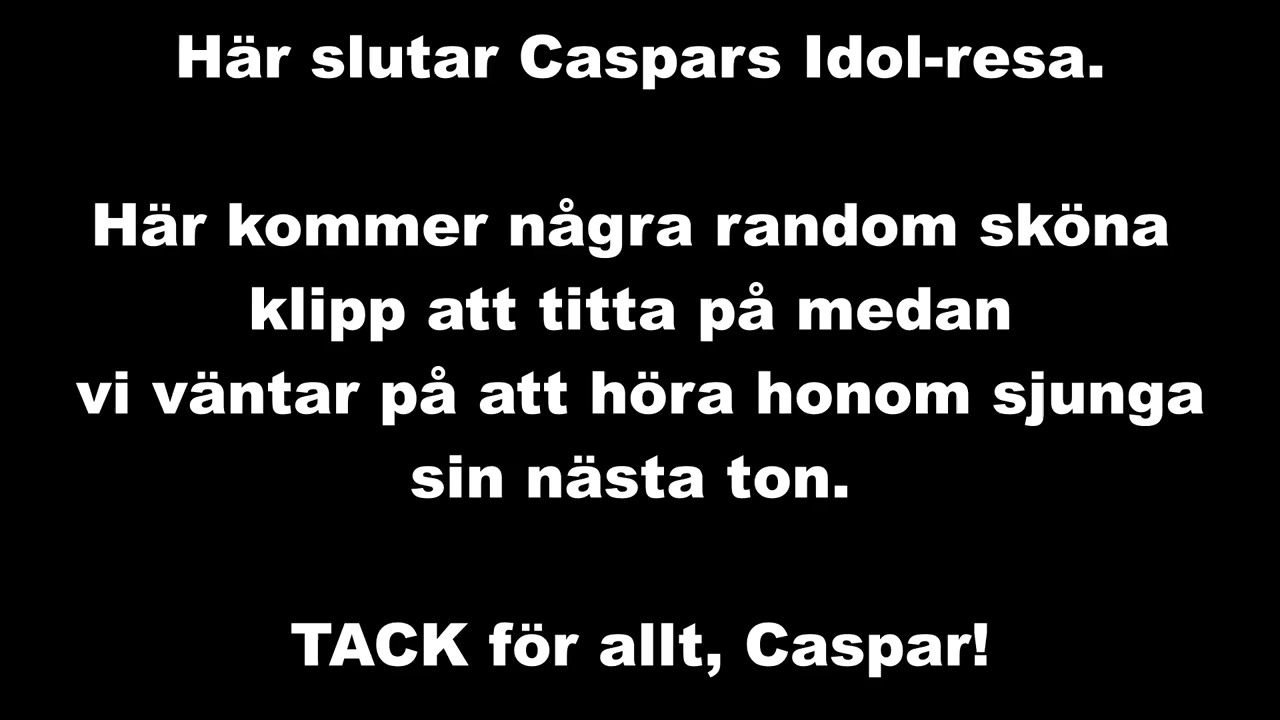 Här slutar Caspars Idol-resa.
Här kommer några random sköna
klipp att titta på medan
vi väntar på att höra honom sjunga
sin nästa ton.
TACK för allt, Caspar!